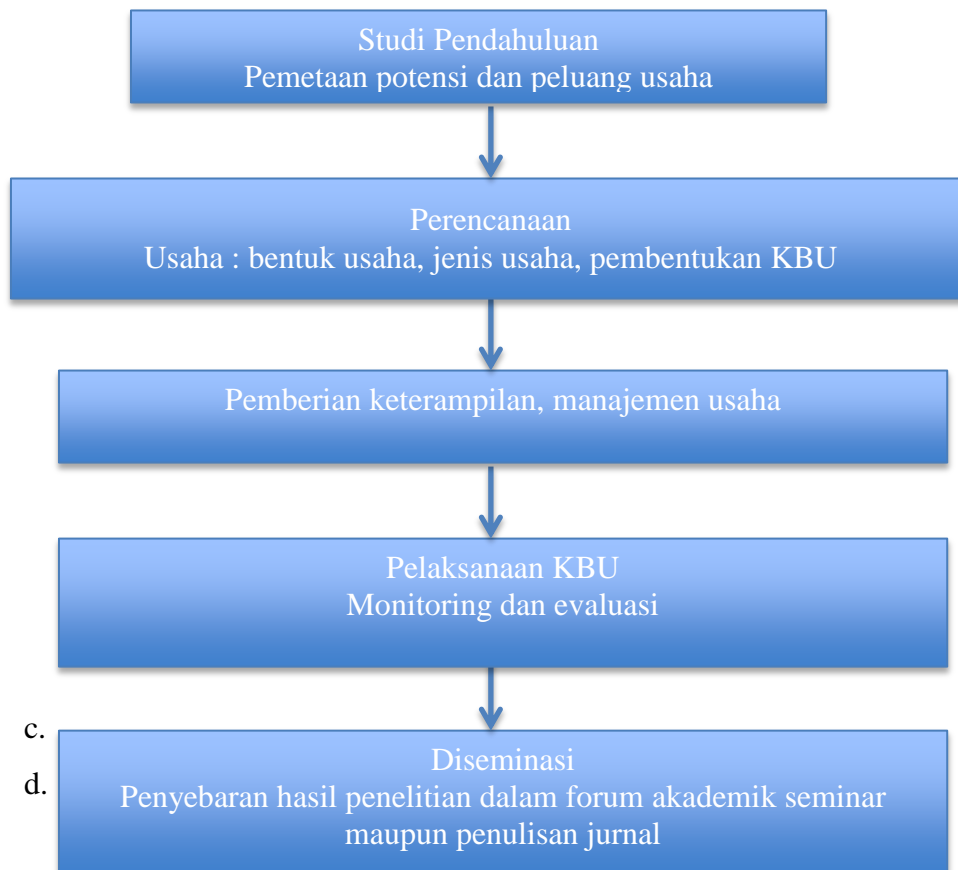 Studi Pendahuluan
Pemetaan potensi dan peluang usaha
Perencanaan
Usaha : bentuk usaha, jenis usaha, pembentukan KBU
Pemberian keterampilan, manajemen usaha
Pelaksanaan KBU
Monitoring dan evaluasi
c.
Diseminasi
d.
Penyebaran hasil penelitian dalam forum akademik seminar
maupun penulisan jurnal